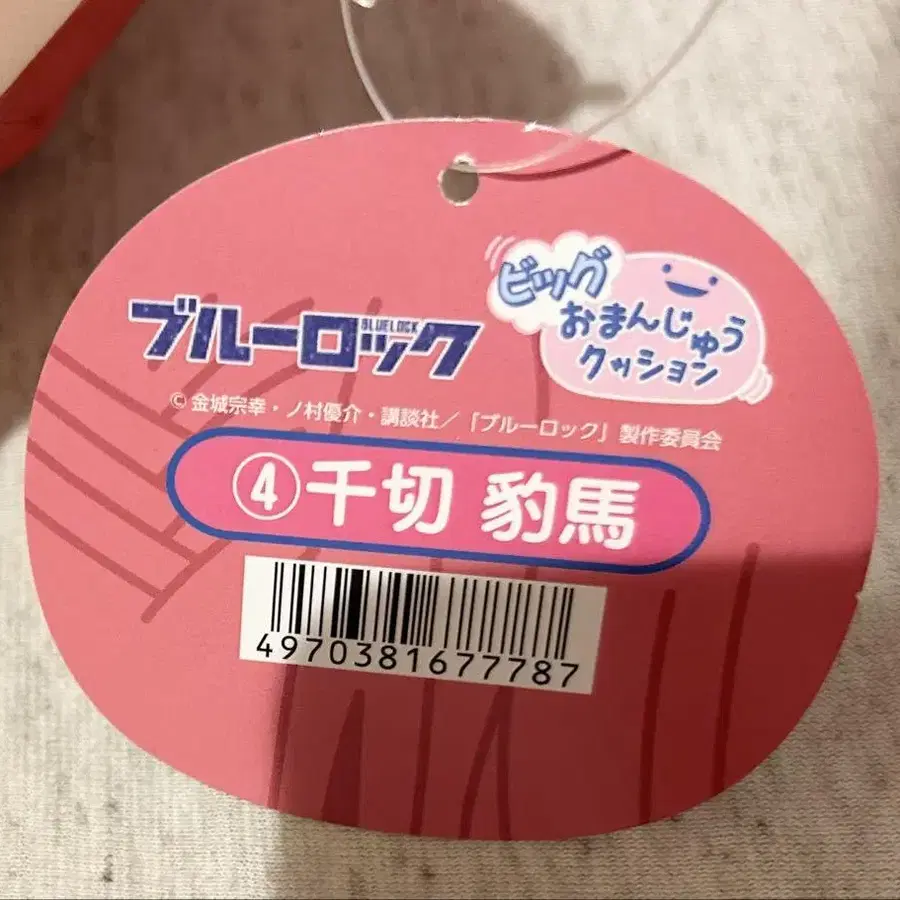 ビッグ
おまんじゅう
クッション
ブルーロック
BLUELOCK
© 金城宗幸・ノ村優介・講談社／「ブルーロック」製作委員会
④千切 豹馬
4970381677787